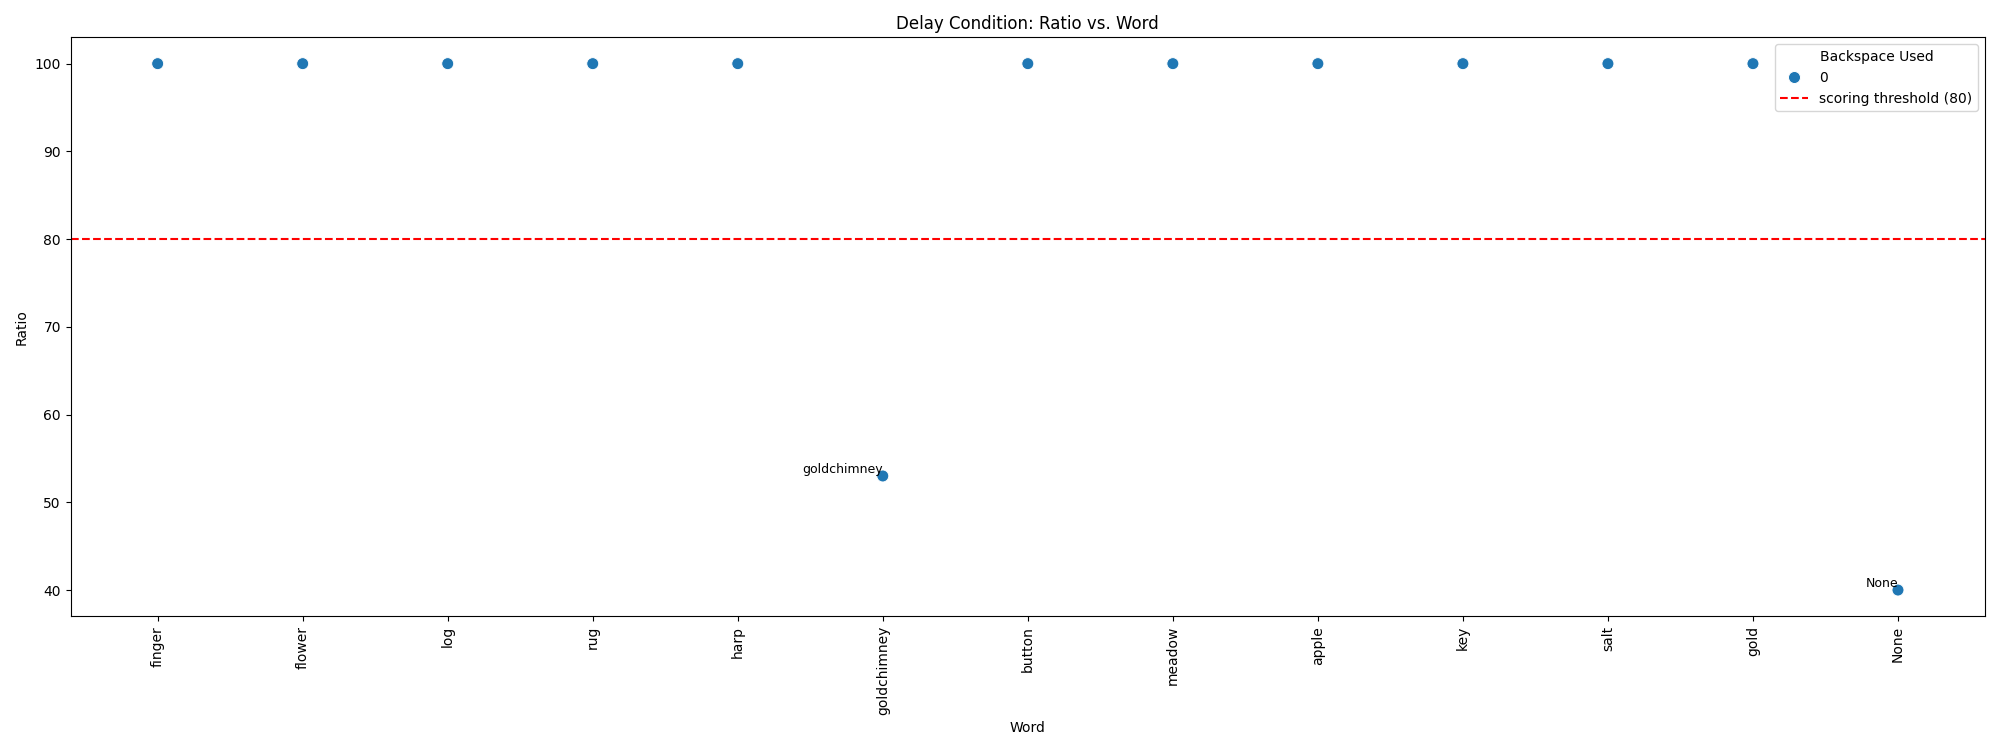 Delay Condition: Ratio vs. Word
Backspace Used
0
scoring threshold (80)
100
90
80
70
60
50
40
Ratio
goldchimney
None
finger
flower
log
rug
harp
goldchimney
button
meadow
apple
key
salt
gold
None
Word